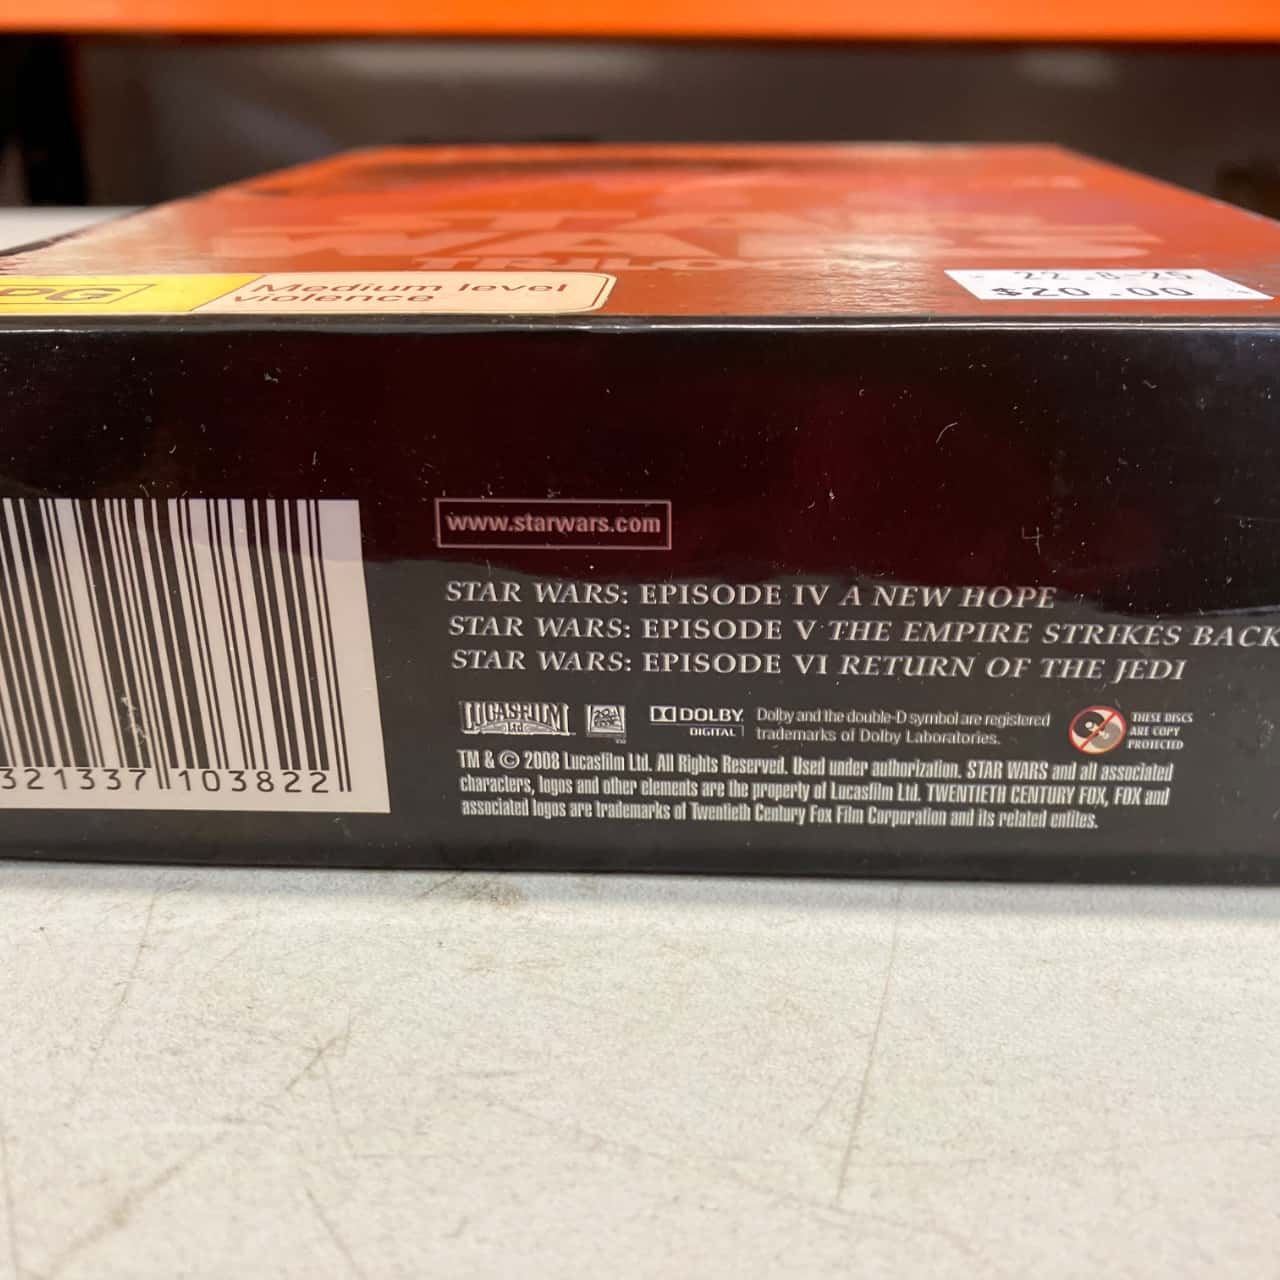 STAR
WARS
TRILO
PG
Medium level
violence
22-8-25
$20.00
www.starwars.com
STAR WARS: EPISODE IV A NEW HOPE
STAR WARS: EPISODE V THE EMPIRE STRIKES BACK
STAR WARS: EPISODE VI RETURN OF THE JEDI
LUCASFILM
LTD
DOLBY
DIGITAL
Dolby and the double-D symbol are registered
trademarks of Dolby Laboratories.
THESE DISCS
ARE COPY
PROTECTED
TM & © 2008 Lucasfilm Ltd. All Rights Reserved. Used under authorization. STAR WARS and all associated
characters, logos and other elements are the property of Lucasfilm Ltd. TWENTIETH CENTURY FOX, FOX and
associated logos are trademarks of Twentieth Century Fox Film Corporation and its related entites.
321337 103822